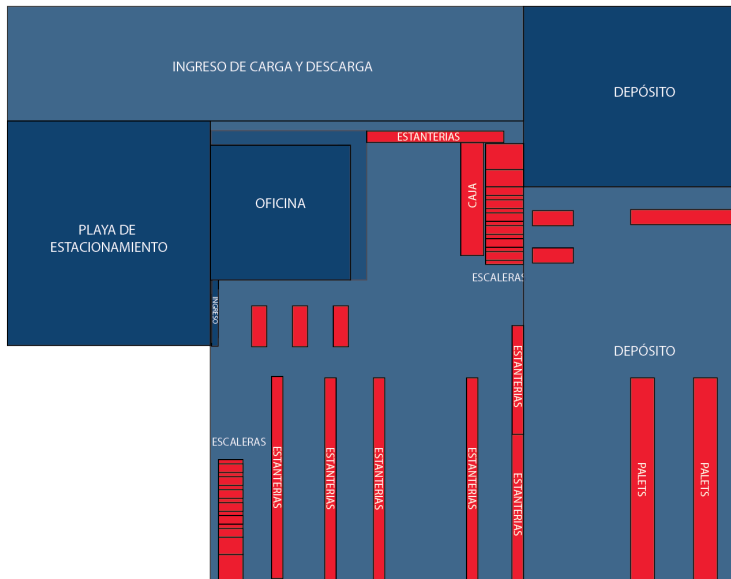 INGRESO DE CARGA Y DESCARGA
DEPÓSITO
ESTANTERIAS
CAJA
OFICINA
PLAYA DE
ESTACIONAMIENTO
ESCALERAS
INGRESO
DEPÓSITO
ESTANTERIAS
ESCALERAS
ESTANTERIAS
ESTANTERIAS
ESTANTERIAS
ESTANTERIAS
ESTANTERIAS
PALETS
PALETS